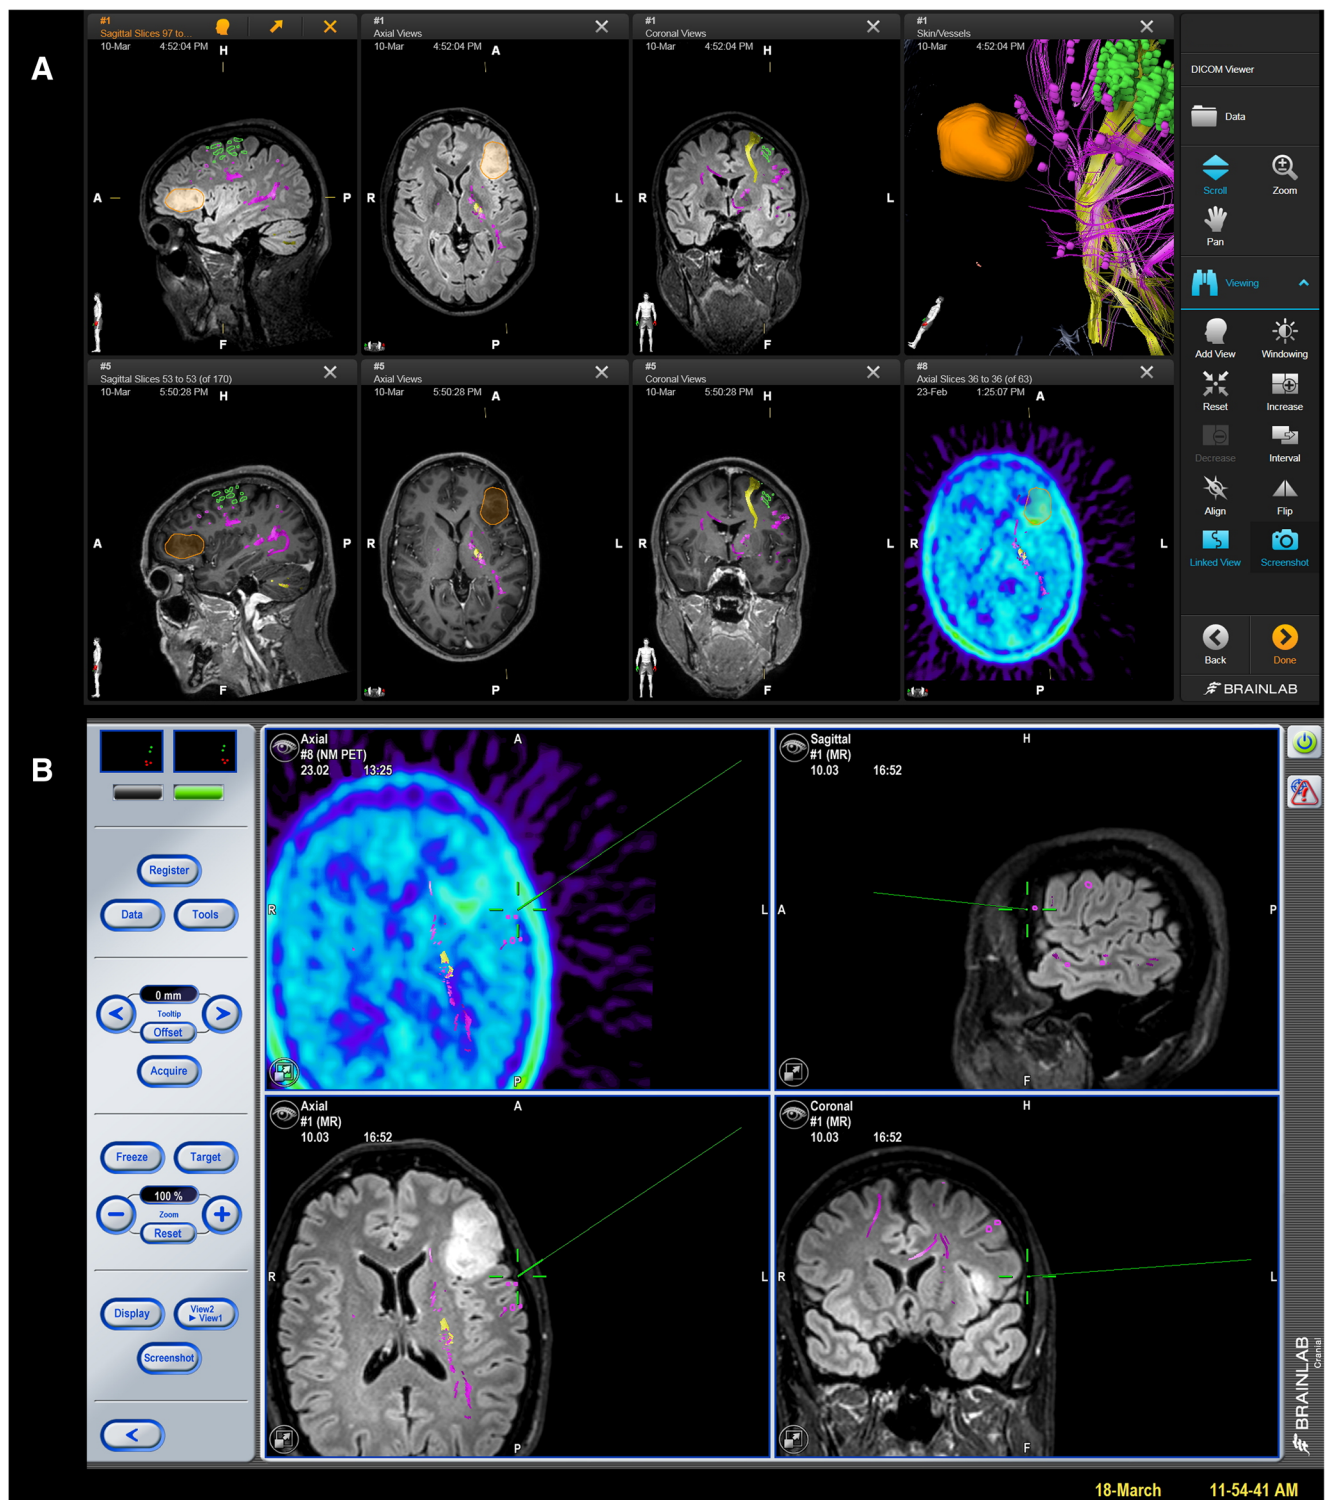 A
#1
Sagittal Slices 97 to...
10-Mar 4:52:04 PM
H
A
P
F
#1
Axial Views
10-Mar 4:52:04 PM
A
R
L
P
#1
Coronal Views
10-Mar 4:52:04 PM
H
R
L
F
#1
Skin/Vessels
10-Mar 4:52:04 PM
#5
Sagittal Slices 53 to 53 (of 170)
10-Mar 5:50:28 PM
H
A
P
F
#5
Axial Views
10-Mar 5:50:28 PM
A
R
L
P
#5
Coronal Views
10-Mar 5:50:28 PM
H
R
L
F
#8
Axial Slices 36 to 36 (of 63)
23-Feb 1:25:07 PM
A
R
L
P
DICOM Viewer
Data
Scroll Zoom
Pan
Viewing
Add View Windowing
Reset Increase
Decrease Interval
Align Flip
Linked View Screenshot
Back Done
BRAINLAB
B
Register
Data Tools
0 mm
Tooltip
Offset
Acquire
Freeze Target
100 %
Zoom
Reset
Display View2
View1
Screenshot
Axial
#8 (NM PET)
23.02 13:25
A
R
L
P
Sagittal
#1 (MR)
10.03 16:52
H
A
P
F
Axial
#1 (MR)
10.03 16:52
A
R
L
P
Coronal
#1 (MR)
10.03 16:52
H
R
L
F
BRAINLAB
Cranial
18-March 11-54-41 AM